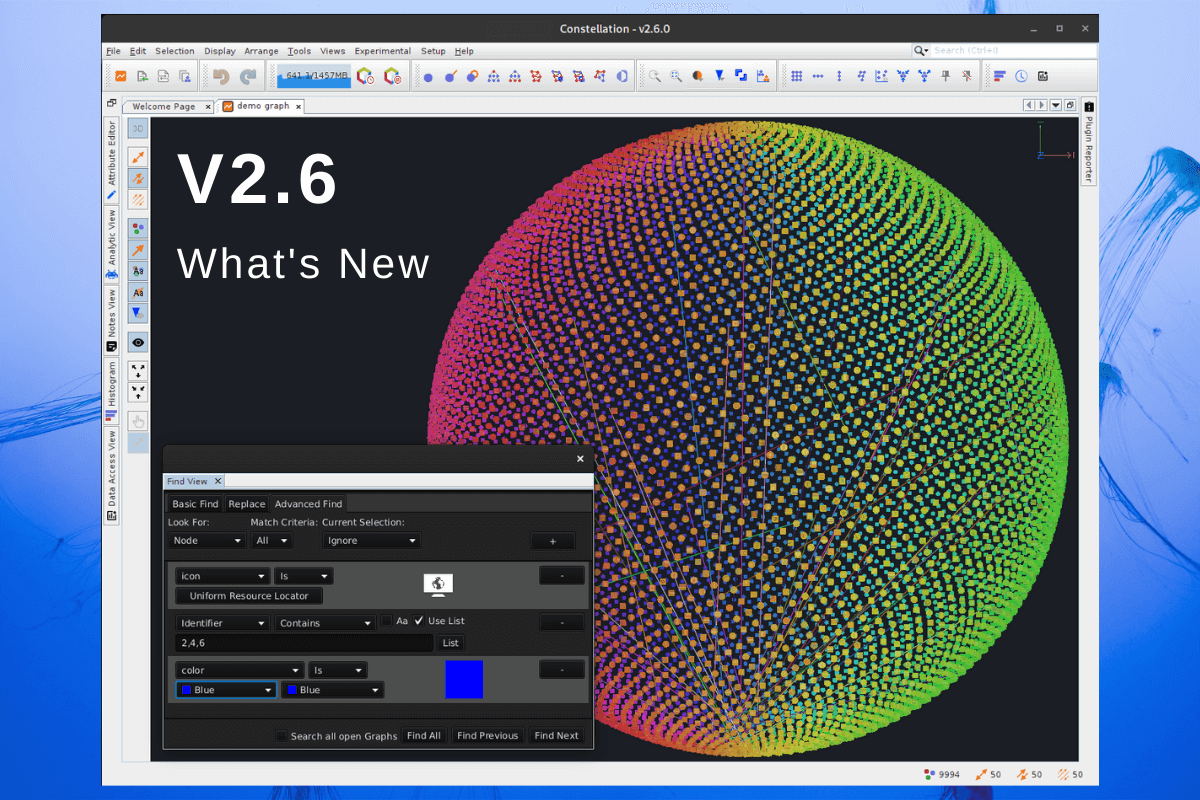 Constellation - v2.6.0
File Edit Selection Display Arrange Tools Views Experimental Setup Help
Search (Ctrl+I)
641.1/1457MB
Welcome Page
demo graph
3D
Attribute Editor
Analytic View
Notes View
Histogram
Data Access View
Plugin Reporter
V2.6
What's New
Find View
Basic Find Replace Advanced Find
Look For: Match Criteria: Current Selection:
Node All Ignore +
icon Is -
Uniform Resource Locator
Identifier Contains Aa Use List -
2,4,6 List
color Is -
Blue Blue
Search all open Graphs Find All Find Previous Find Next
9994 50 50 50